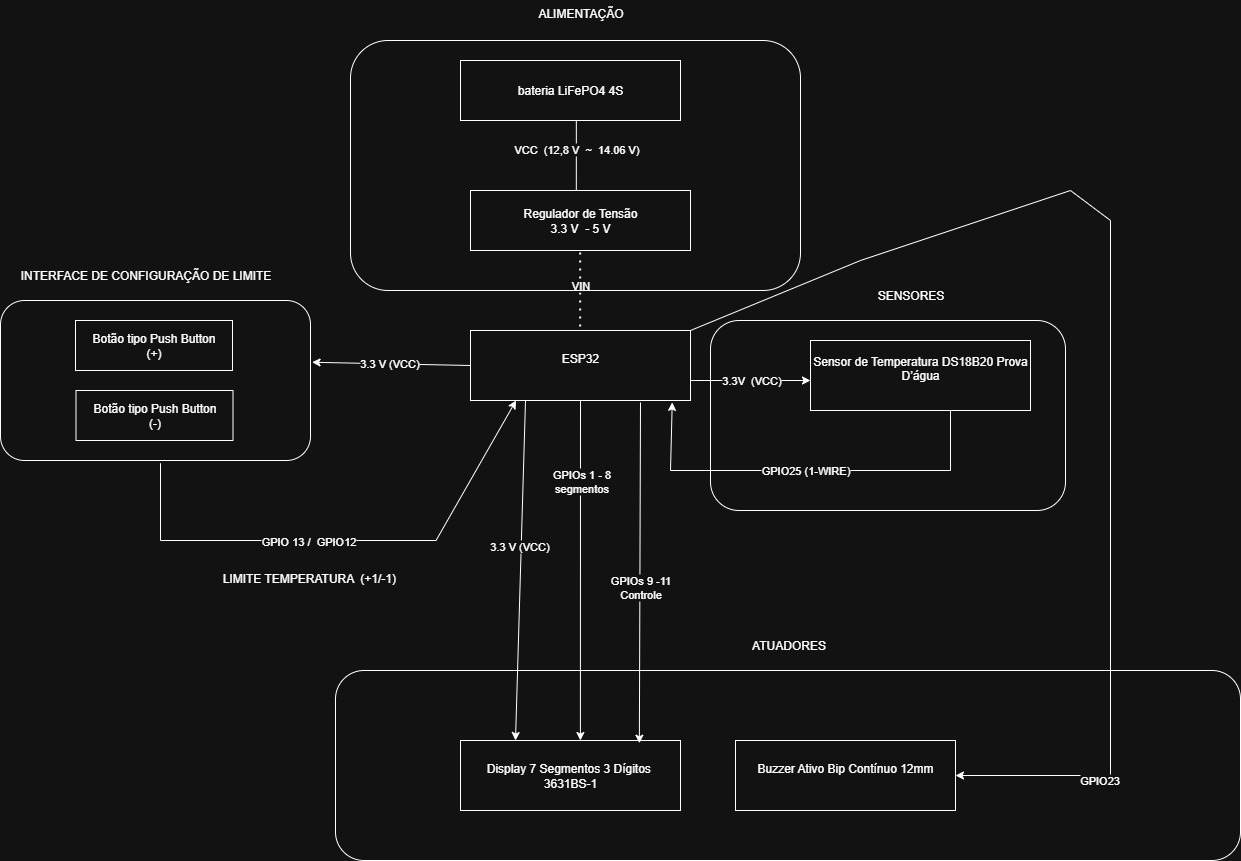 ALIMENTAÇÃO
bateria LiFePO4 4S
VCC (12,8 V ~ 14.06 V)
Regulador de Tensão
3.3 V - 5 V
VIN
INTERFACE DE CONFIGURAÇÃO DE LIMITE
Botão tipo Push Button
(+)
Botão tipo Push Button
(-)
3.3 V (VCC)
ESP32
SENSORES
Sensor de Temperatura DS18B20 Prova
D'água
3.3V (VCC)
GPIO25 (1-WIRE)
GPIOs 1 - 8
segmentos
GPIO 13 / GPIO12
3.3 V (VCC)
LIMITE TEMPERATURA (+1/-1)
GPIOs 9 -11
Controle
ATUADORES
Display 7 Segmentos 3 Dígitos
3631BS-1
Buzzer Ativo Bip Contínuo 12mm
GPIO23